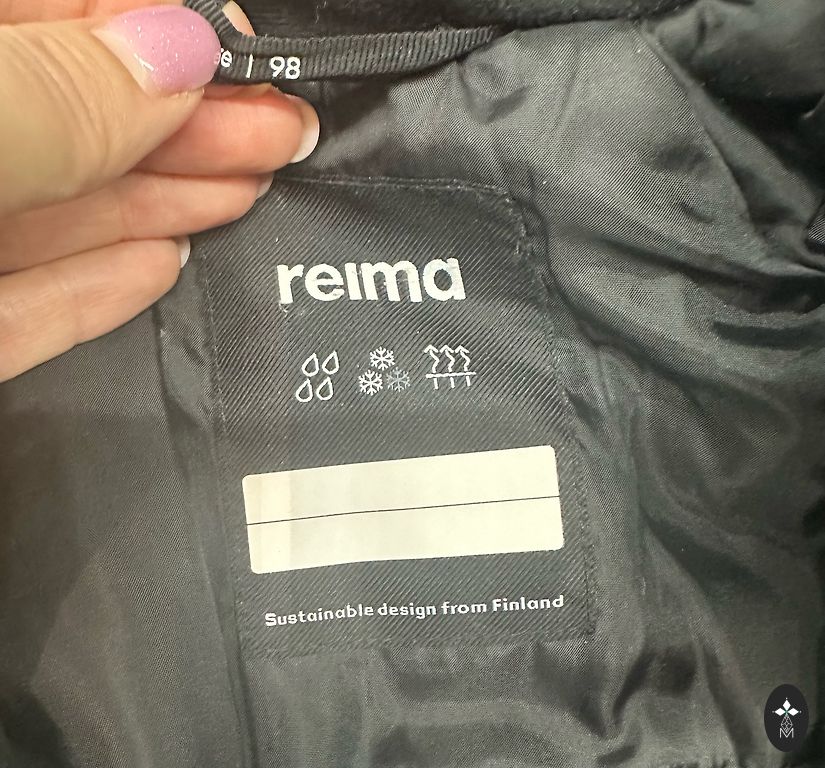 | 98
reima
Sustainable design from Finland
M